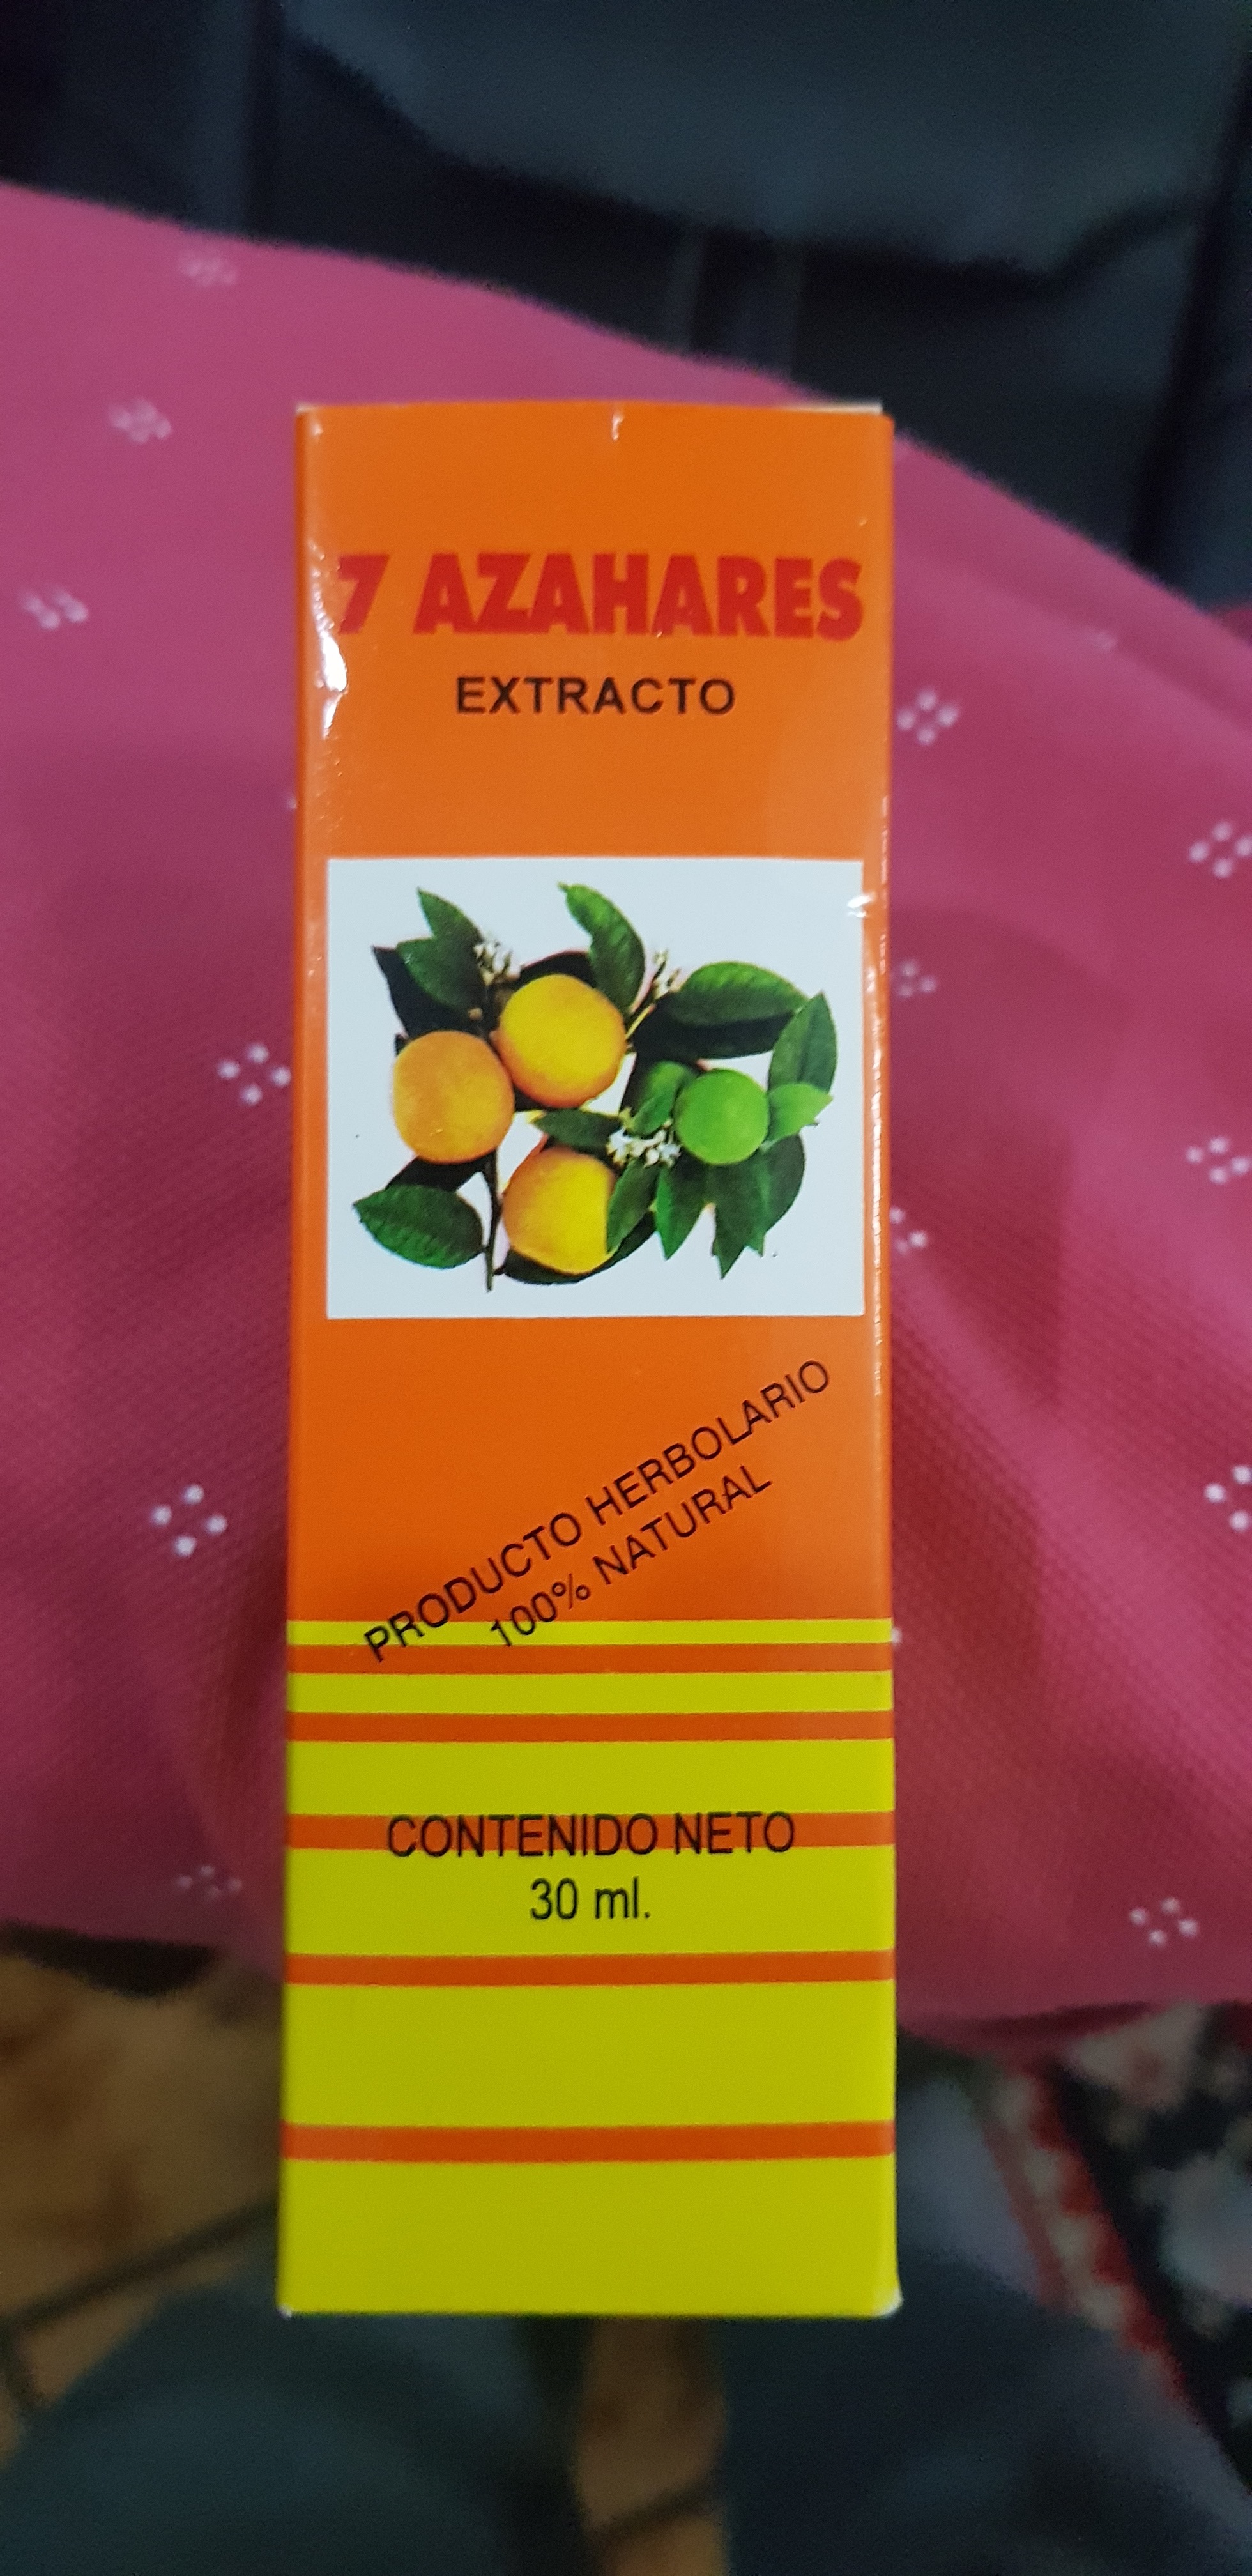 7 AZAHARES
EXTRACTO
PRODUCTO HERBOLARIO
100% NATURAL
CONTENIDO NETO
30 ml.